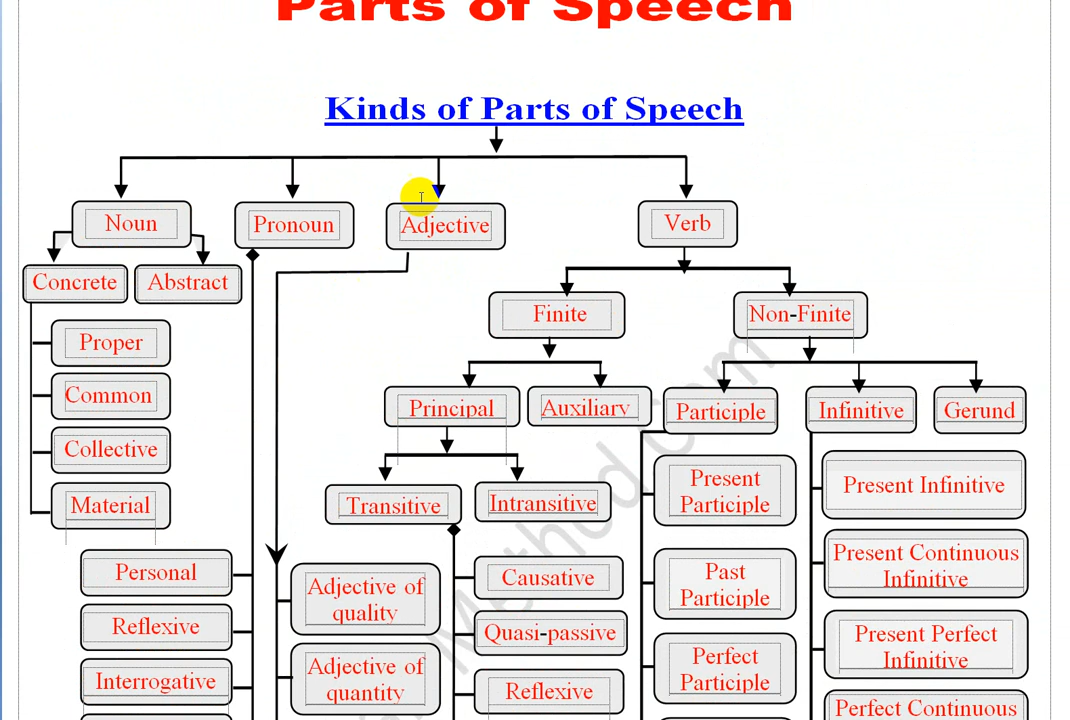 Parts of Speech
Kinds of Parts of Speech
Noun
Pronoun
Adjective
Verb
Concrete
Abstract
Finite
Non-Finite
Proper
Common
Collective
Material
Principal
Auxiliary
Participle
Infinitive
Gerund
Transitive
Intransitive
Present
Participle
Present Infinitive
Personal
Reflexive
Interrogative
Adjective of
quality
Adjective of
quantity
Causative
Quasi-passive
Reflexive
Past
Participle
Perfect
Participle
Present Continuous
Infinitive
Present Perfect
Infinitive
Perfect Continuous